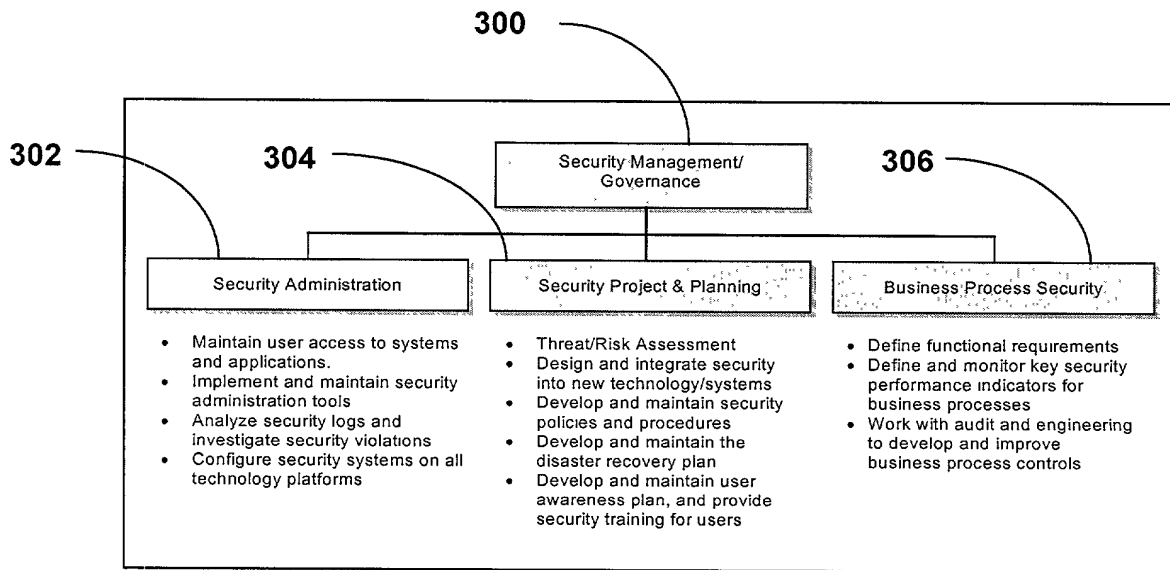 300
302
304
306
Security Management/
Governance
Security Administration
Security Project & Planning
Business Process Security
• Maintain user access to systems
and applications.
• Implement and maintain security
administration tools
• Analyze security logs and
investigate security violations
• Configure security systems on all
technology platforms
• Threat/Risk Assessment
• Design and integrate security
into new technology/systems
• Develop and maintain security
policies and procedures
• Develop and maintain the
disaster recovery plan
• Develop and maintain user
awareness plan, and provide
security training for users
• Define functional requirements
• Define and monitor key security
performance indicators for
business processes
• Work with audit and engineering
to develop and improve
business process controls